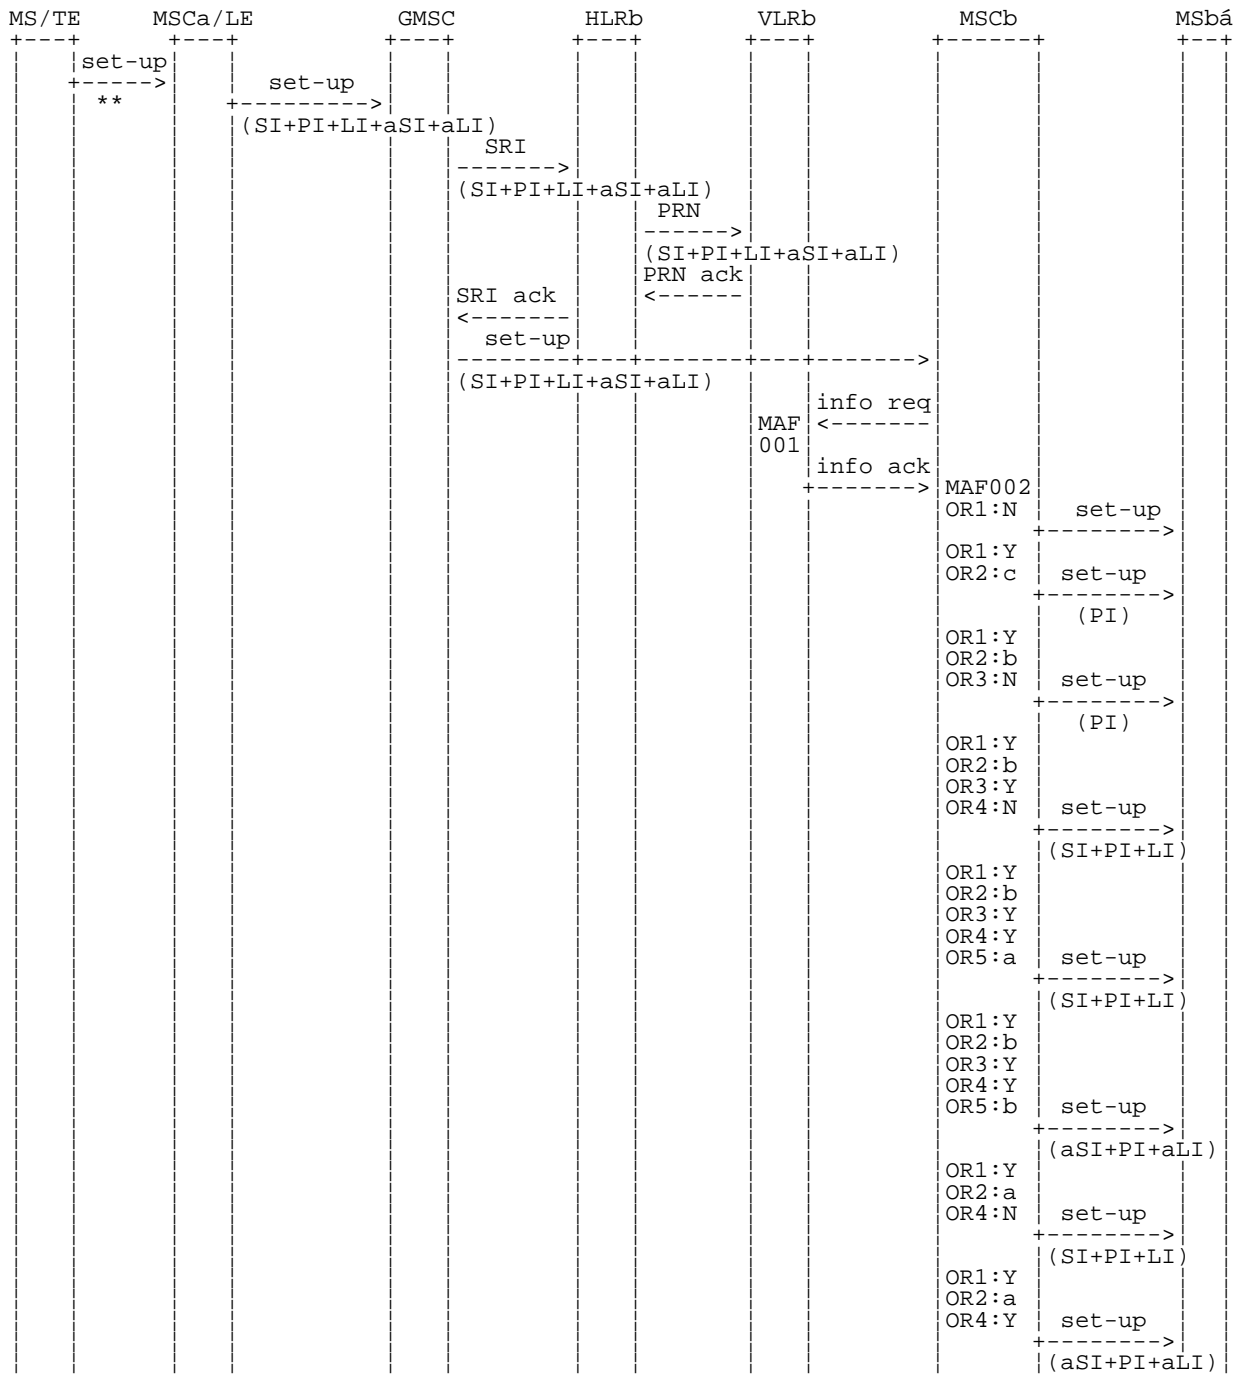 MS/TE MSCa/LE GMSC HLRb VLRb MSCb MSbá
set-up
set-up
**
(SI+PI+LI+aSI+aLI)
SRI
(SI+PI+LI+aSI+aLI)
PRN
(SI+PI+LI+aSI+aLI)
PRN ack
SRI ack
set-up
(SI+PI+LI+aSI+aLI)
info req
MAF
001
info ack
MAF002
OR1:N set-up
OR1:Y
OR2:c set-up
(PI)
OR1:Y
OR2:b
OR3:N set-up
(PI)
OR1:Y
OR2:b
OR3:Y
OR4:N set-up
(SI+PI+LI)
OR1:Y
OR2:b
OR3:Y
OR4:Y
OR5:a set-up
(SI+PI+LI)
OR1:Y
OR2:b
OR3:Y
OR4:Y
OR5:b set-up
(aSI+PI+aLI)
OR1:Y
OR2:a
OR4:N set-up
(SI+PI+LI)
OR1:Y
OR2:a
OR4:Y set-up
(aSI+PI+aLI)